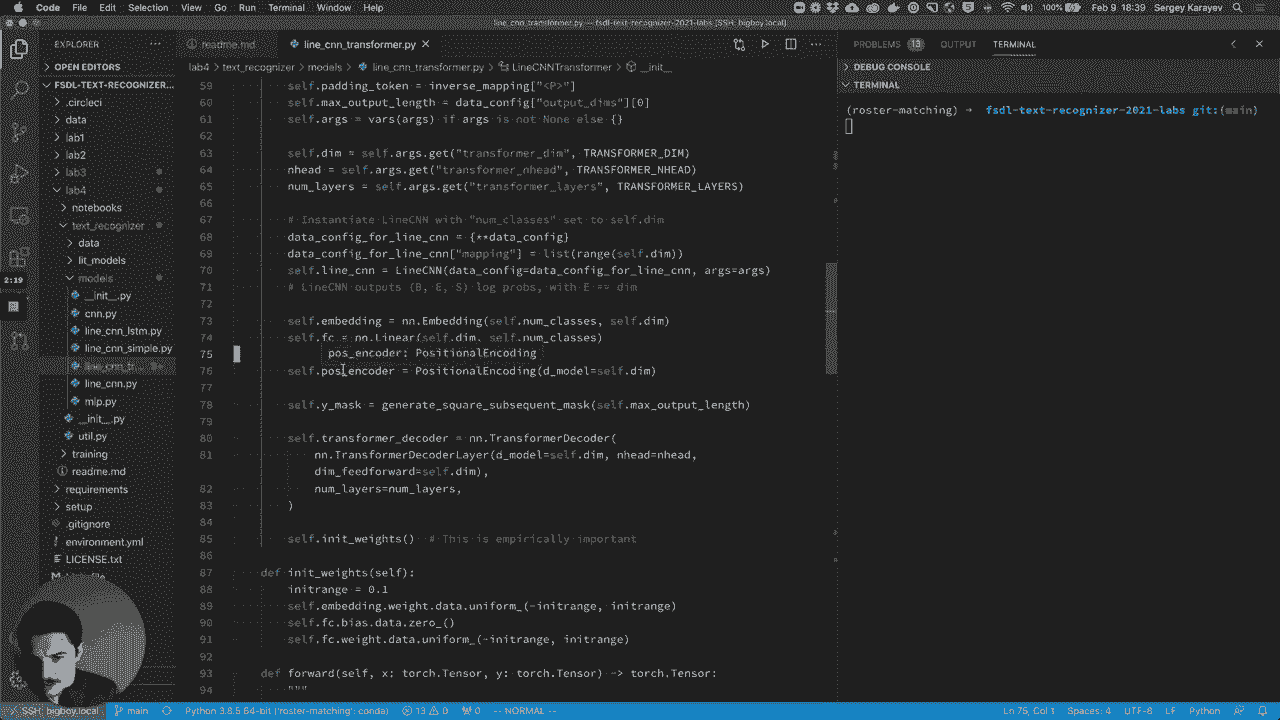 Code File Edit Selection View Go Run Terminal Window Help 100% Feb 9 18:39 Sergey Karayev
line_cnn_transformer.py — fsdl-text-recognizer-2021-labs [SSH: bigboy.local]
EXPLORER ···
readme.md
line_cnn_transformer.py ×
PROBLEMS 13 OUTPUT TERMINAL
OPEN EDITORS
lab4 > text_recognizer > models > line_cnn_transformer.py > LineCNNTransformer > __init__
DEBUG CONSOLE
FSDL-TEXT-RECOGNIZER...
TERMINAL
.circleci
data
lab1
lab2
lab3
lab4
notebooks
text_recognizer
data
lit_models
models
__init__.py
cnn.py
line_cnn_lstm.py
line_cnn_simple.py
line_cnn_tr...
line_cnn.py
mlp.py
__init__.py
util.py
training
readme.md
requirements
setup
.gitignore
environment.yml
LICENSE.txt
2:19
59 self.padding_token = inverse_mapping["<P>"]
60 self.max_output_length = data_config["output_dims"][0]
61 self.args = vars(args) if args is not None else {}
62
63 self.dim = self.args.get("transformer_dim", TRANSFORMER_DIM)
64 nhead = self.args.get("transformer_nhead", TRANSFORMER_NHEAD)
65 num_layers = self.args.get("transformer_layers", TRANSFORMER_LAYERS)
66
67 # Instantiate LineCNN with "num_classes" set to self.dim
68 data_config_for_line_cnn = {**data_config}
69 data_config_for_line_cnn["mapping"] = list(range(self.dim))
70 self.line_cnn = LineCNN(data_config=data_config_for_line_cnn, args=args)
71 # LineCNN outputs (B, E, S) log probs, with E == dim
72
73 self.embedding = nn.Embedding(self.num_classes, self.dim)
74 self.fc = nn.Linear(self.dim, self.num_classes)
75 pos_encoder: PositionalEncoding
76 self.pos_encoder = PositionalEncoding(d_model=self.dim)
77
78 self.y_mask = generate_square_subsequent_mask(self.max_output_length)
79
80 self.transformer_decoder = nn.TransformerDecoder(
81 nn.TransformerDecoderLayer(d_model=self.dim, nhead=nhead,
dim_feedforward=self.dim),
82 num_layers=num_layers,
83 )
84
85 self.init_weights() # This is empirically important
86
87 def init_weights(self):
88 initrange = 0.1
89 self.embedding.weight.data.uniform_(-initrange, initrange)
90 self.fc.bias.data.zero_()
91 self.fc.weight.data.uniform_(-initrange, initrange)
92
93 def forward(self, x: torch.Tensor, y: torch.Tensor) -> torch.Tensor:
94 """
(roster-matching) → fsdl-text-recognizer-2021-labs git:(main)
SSH: bigboy.local main Python 3.8.5 64-bit ('roster-matching': conda) 13 0 0 -- NORMAL -- Ln 75, Col 1 Spaces: 4 UTF-8 LF Python